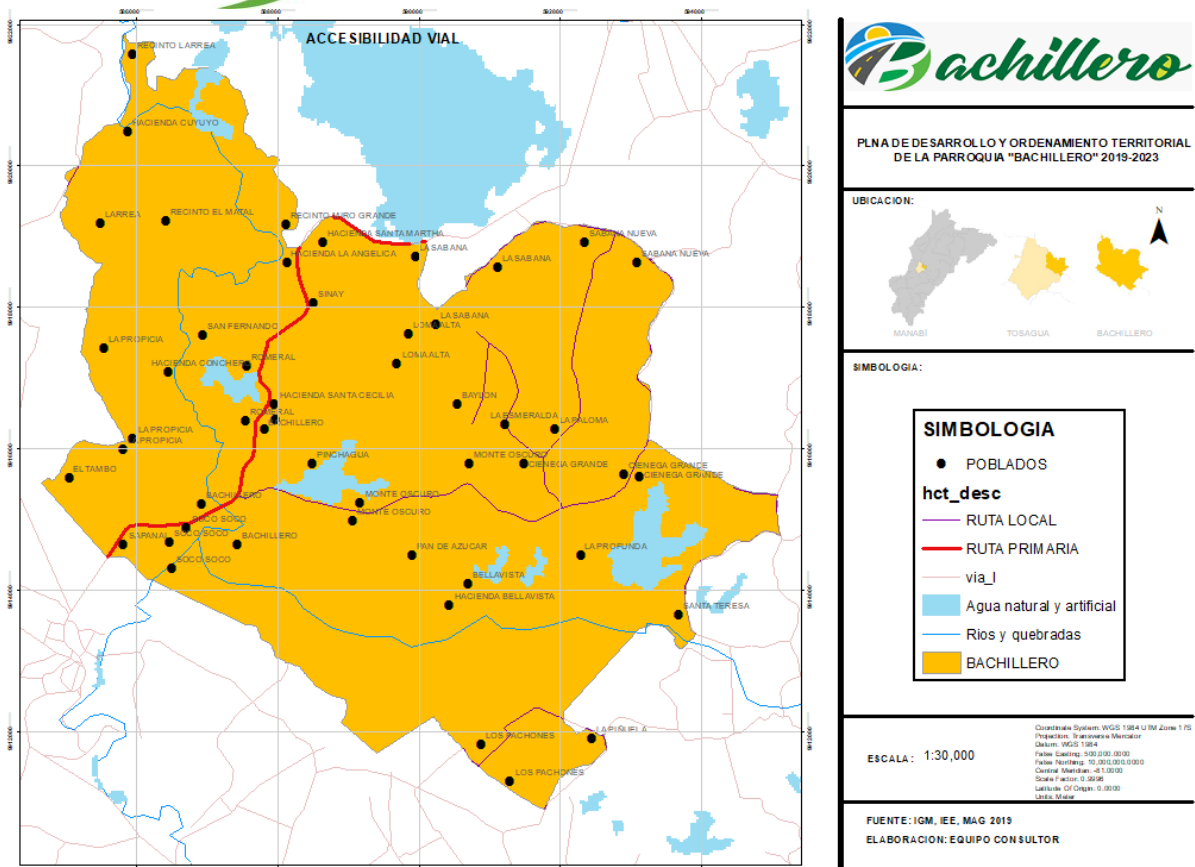 ACCESIBILIDAD VIAL
RECINTO LARREA
HACIENDA CUYUYO
LARREA
RECINTO EL MATAL
RECINTO MURO GRANDE
HACIENDA SANTA MARTHA
HACIENDA LA ANGELICA
LA SABANA
LA SABANA
SABANA NUEVA
SABANA NUEVA
SINAY
LA SABANA
LOMA ALTA
LOMA ALTA
SAN FERNANDO
LA PROPICIA
HACIENDA CONCHERO
ROMERAL
HACIENDA SANTA CECILIA
BAYLON
ROMERAL
BACHILLERO
LA ESMERALDA
LA PALOMA
LA PROPICIA
LA PROPICIA
EL TAMBO
PINCHAGUA
MONTE OSCURO
CIENEGA GRANDE
CIENEGA GRANDE
CIENEGA GRANDE
BACHILLERO
MONTE OSCURO
MONTE OSCURO
SOCO SOCO
SAPANAL
SOCO SOCO
BACHILLERO
SOCO SOCO
PAN DE AZUCAR
LA PROFUNDA
BELLAVISTA
HACIENDA BELLAVISTA
SANTA TERESA
LOS PACHONES
LA PIÑUELA
LOS PACHONES
Bachillero
PLNA DE DESARROLLO Y ORDENAMIENTO TERRITORIAL
DE LA PARROQUIA "BACHILLERO" 2019-2023
UBICACION:
N
MANABÍ
TOSAGUA
BACHILLERO
SIMBOLOGIA:
SIMBOLOGIA
POBLADOS
hct_desc
RUTA LOCAL
RUTA PRIMARIA
via_l
Agua natural y artificial
Rios y quebradas
BACHILLERO
ESCALA: 1:30,000
Coordinate System: WGS 1984 UTM Zone 17S
Projection: Transverse Mercator
Datum: WGS 1984
False Easting: 500,000.0000
False Northing: 10,000,000.0000
Central Meridian: -81.0000
Scale Factor: 0.9996
Latitude Of Origin: 0.0000
Units: Meter
FUENTE: IGM, IEE, MAG 2019
ELABORACION: EQUIPO CONSULTOR